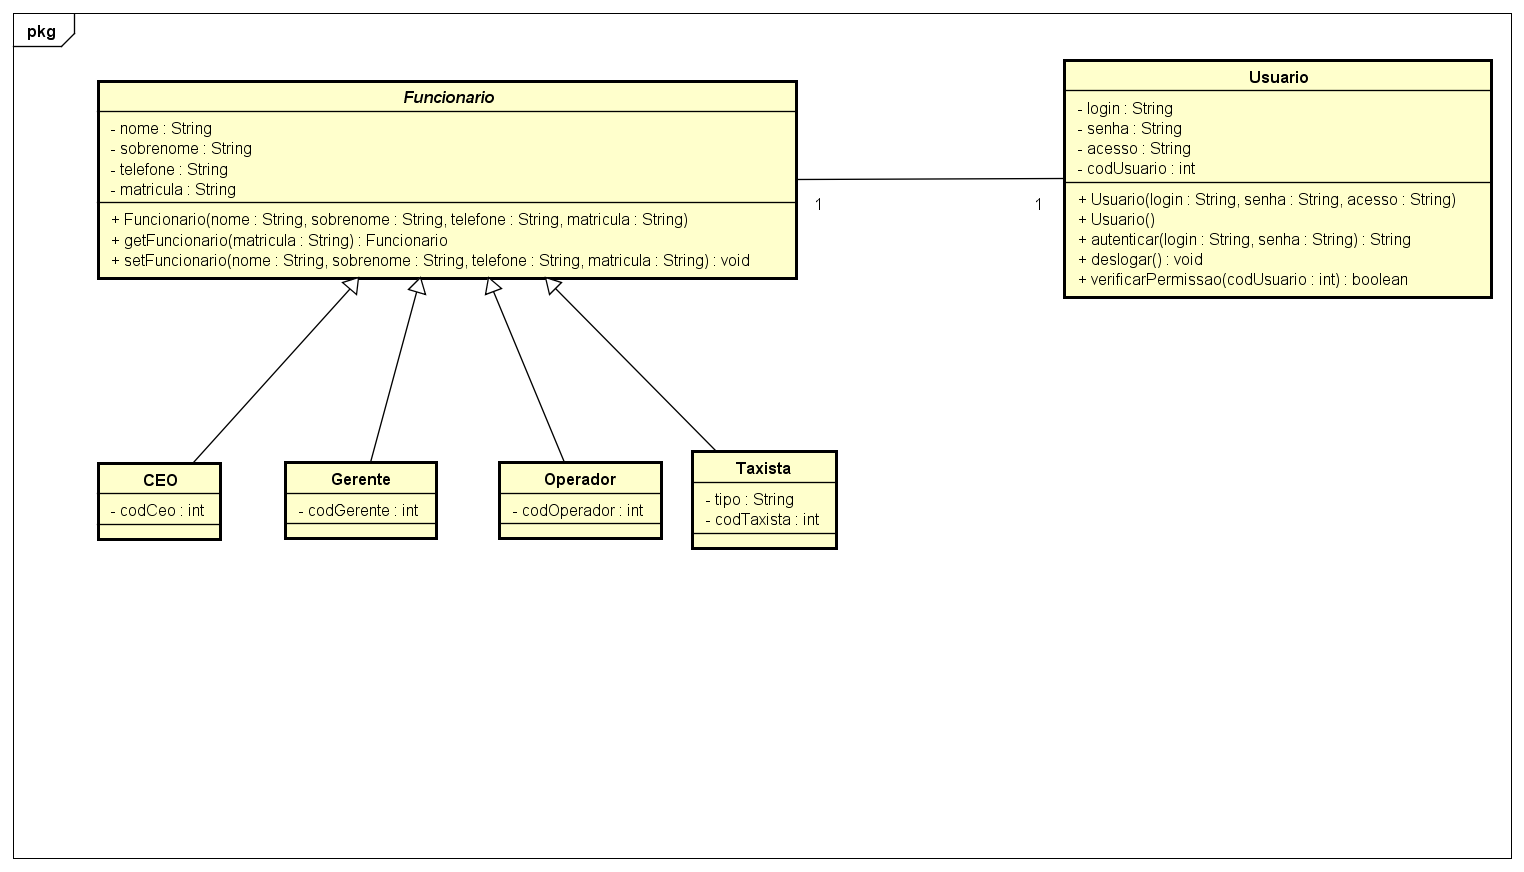 pkg
Funcionario
- nome : String
- sobrenome : String
- telefone : String
- matricula : String
+ Funcionario(nome : String, sobrenome : String, telefone : String, matricula : String)
+ getFuncionario(matricula : String) : Funcionario
+ setFuncionario(nome : String, sobrenome : String, telefone : String, matricula : String) : void
1
1
Usuario
- login : String
- senha : String
- acesso : String
- codUsuario : int
+ Usuario(login : String, senha : String, acesso : String)
+ Usuario()
+ autenticar(login : String, senha : String) : String
+ deslogar() : void
+ verificarPermissao(codUsuario : int) : boolean
CEO
- codCeo : int
Gerente
- codGerente : int
Operador
- codOperador : int
Taxista
- tipo : String
- codTaxista : int